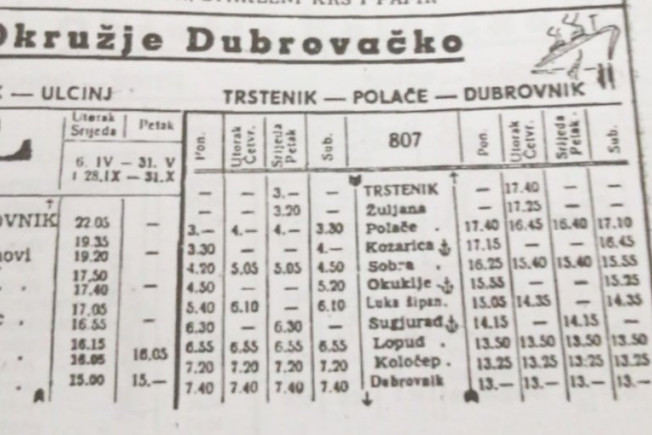 Okružje Dubrovačko
— ULCINJ
Utorak Srijeda Petak
6. IV — 31. V
i 28.IX — 31.X
OVNIK 22.05 —
19.35
19.20 —
17.50
17.40 —
17.05
16.55 —
16.15
16.05 16.05
15.00 15.—
TRSTENIK — POLAČE — DUBROVNIK
Pon. Utorak Četvr. Srijeda Petak Sub. 807 Pon. Utorak Četvr. Srijeda Petak. Sub.
— — 3.— — TRSTENIK — 17.40 — —
— — 3.20 — Žuljana — 17.25 — —
3.— 4.— 4.— 3.30 Polače . 17.40 16.45 16.40 17.10
3.30 — — 4.— Kozarica 17.15 — — 16.45
4.20 5.05 5.05 4.50 Sobra . 16.25 15.40 15.40 15.55
4.50 — — 5.20 Okuklje 15.55 — — 15.25
5.40 6.10 — 6.10 Luka šipan. 15.05 14.35 — 14.35
6.30 — 6.30 — Sugjurad 14.15 — 14.15 —
6.55 6.55 6.55 6.55 Lopud . 13.50 13.50 13.50 13.50
7.20 7.20 7.20 7.20 Koločep . 13.25 13.25 13.25 13.25
7.40 7.40 7.40 7.40 Dubrovnik 13.— 13.— 13.— 13.—